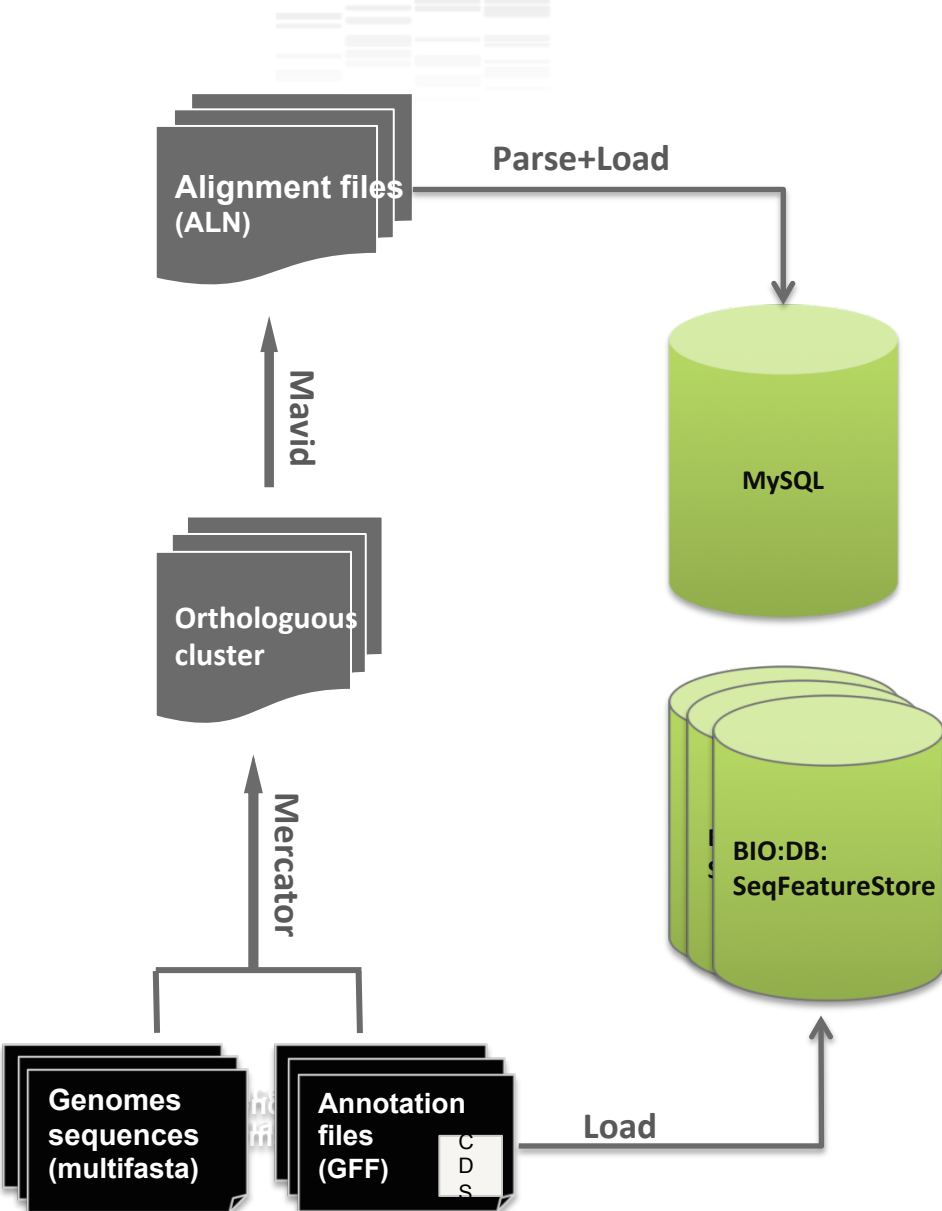 Parse+Load
Alignment files
(ALN)
Mavid
MySQL
Orthologuous
cluster
Mercator
BIO:DB:
SeqFeatureStore
Genomes
sequences
(multifasta)
Annotation
files
(GFF)
C
D
S
Load